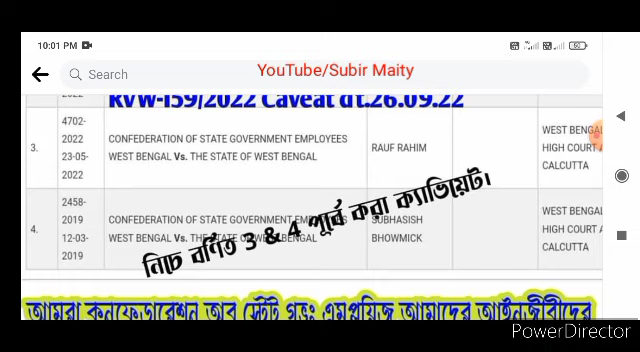 10:01 PM
Search
YouTube/Subir Maity
RVW-159/2022 Caveat dt.26.09.22
3.
4702-
2022
23-05-
2022
CONFEDERATION OF STATE GOVERNMENT EMPLOYEES
WEST BENGAL Vs. THE STATE OF WEST BENGAL
RAUF RAHIM
WEST BENGAL
HIGH COURT A
CALCUTTA
4.
2458-
2019
12-03-
2019
CONFEDERATION OF STATE GOVERNMENT EMPLOYEES
WEST BENGAL Vs. THE STATE OF WEST BENGAL
SUBHASISH
BHOWMICK
WEST BENGAL
HIGH COURT A
CALCUTTA
নিচে বর্ণিত 3 & 4 পূর্বে করা ক্যাভিয়েট।
আমরা কনফেডারেশন অব স্টেট গভঃ এমপ্লয়িজ আমাদের আইনজীবীদের
PowerDirector